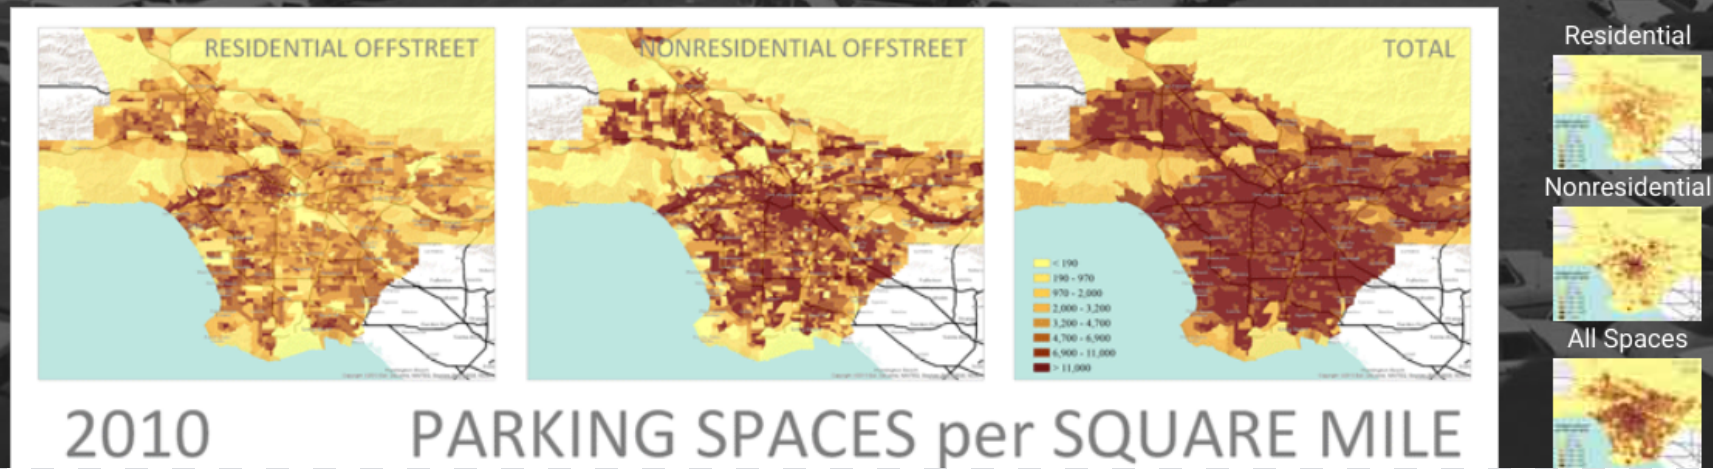 RESIDENTIAL OFFSTREET
NONRESIDENTIAL OFFSTREET
TOTAL
< 190
190 - 970
970 - 2,000
2,000 - 3,200
3,200 - 4,700
4,700 - 6,900
6,900 - 11,000
> 11,000
2010
PARKING SPACES per SQUARE MILE
Residential
Nonresidential
All Spaces